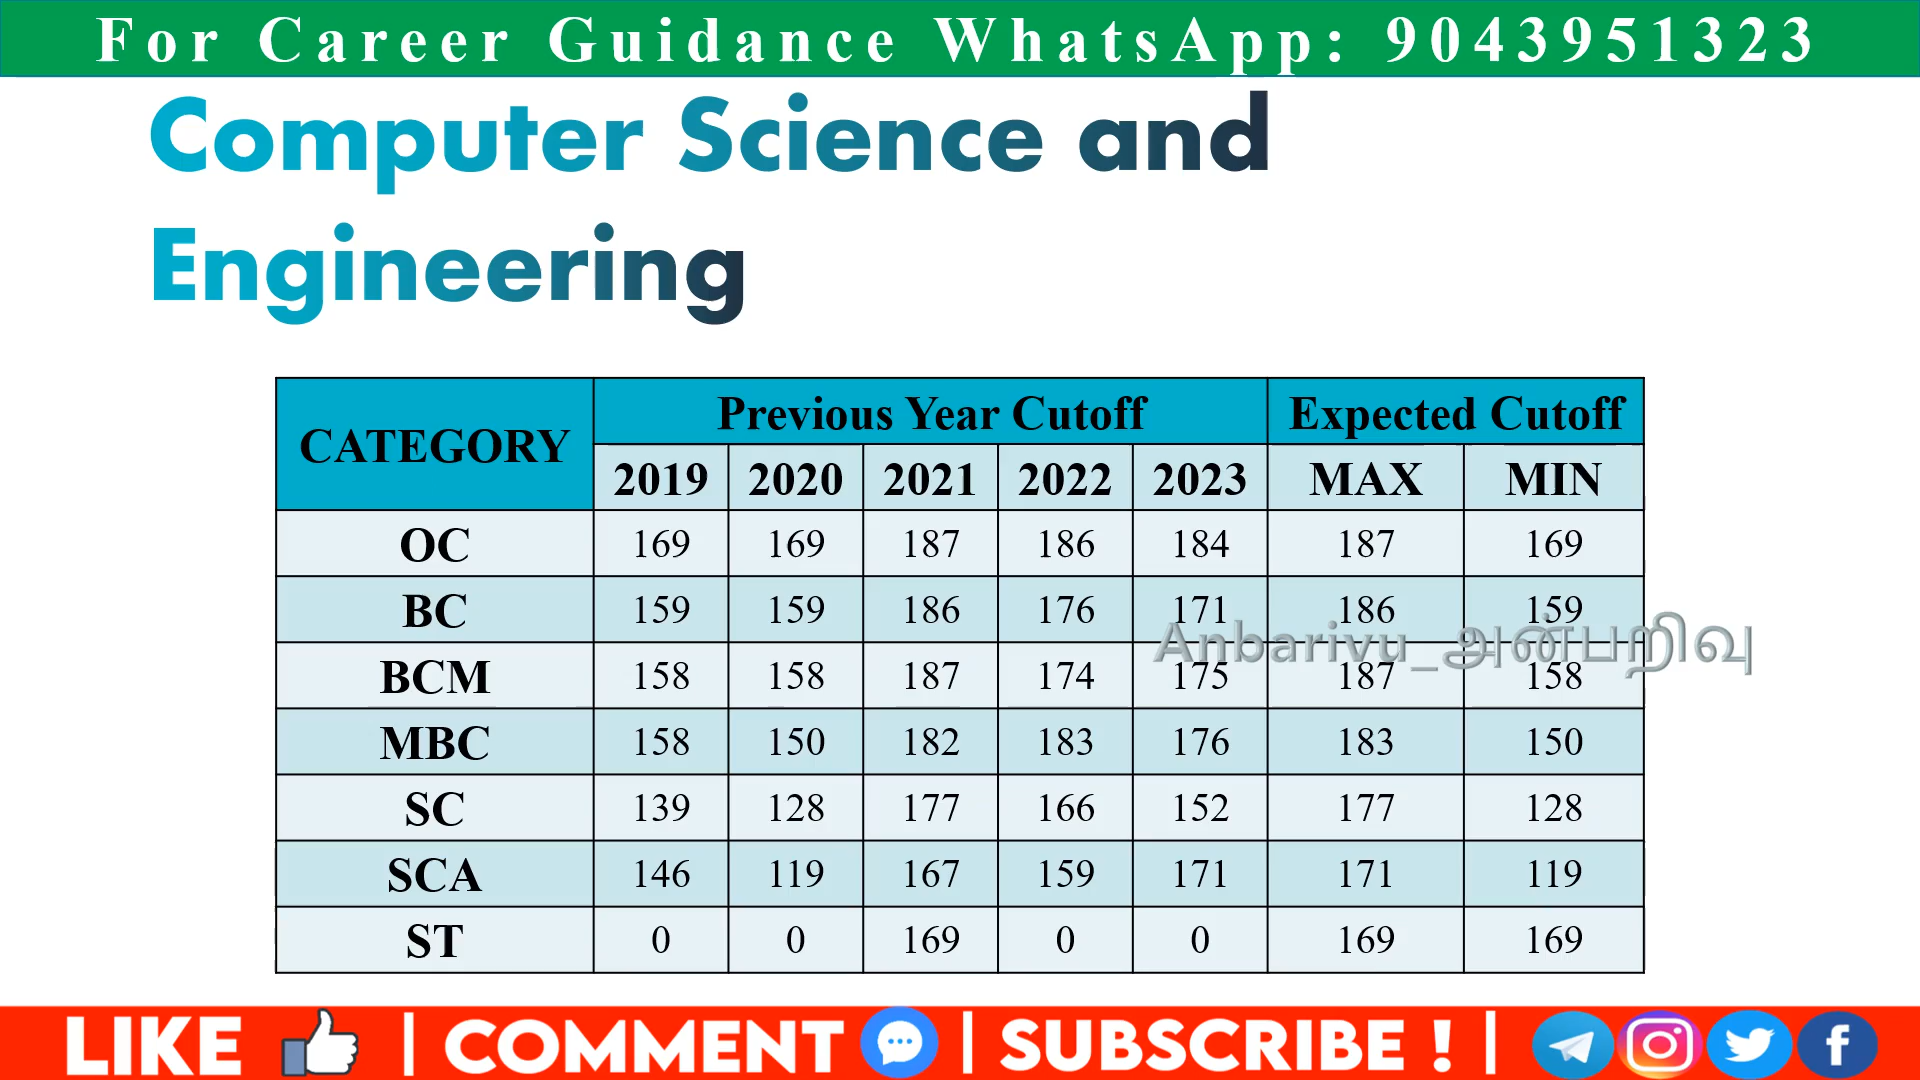 For Career Guidance WhatsApp: 9043951323
Computer Science and
Engineering
CATEGORY Previous Year Cutoff Expected Cutoff
2019 2020 2021 2022 2023 MAX MIN
OC 169 169 187 186 184 187 169
BC 159 159 186 176 171 186 159
Anbarivu_அன்பறிவு
BCM 158 158 187 174 175 187 158
MBC 158 150 182 183 176 183 150
SC 139 128 177 166 152 177 128
SCA 146 119 167 159 171 171 119
ST 0 0 169 0 0 169 169
LIKE | COMMENT | SUBSCRIBE ! |